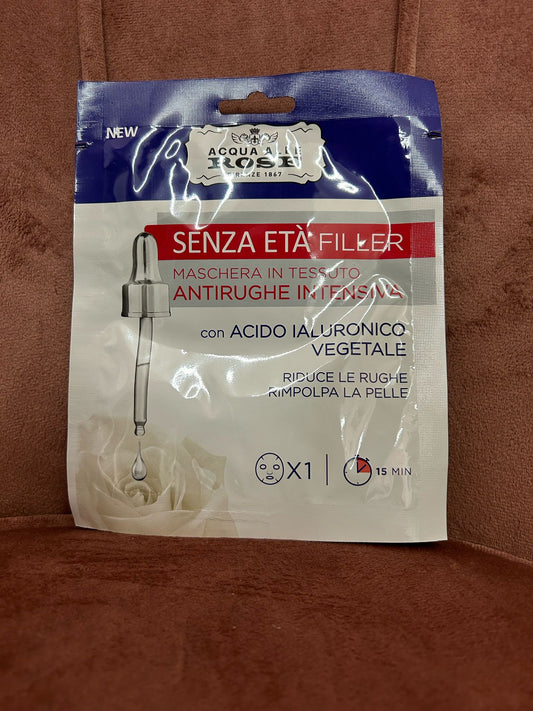 NEW
ACQUA ALLE
ROSE
FIRENZE 1867
SENZA ETÀ FILLER
MASCHERA IN TESSUTO
ANTIRUGHE INTENSIVA
con ACIDO IALURONICO
VEGETALE
RIDUCE LE RUGHE
RIMPOLPA LA PELLE
X1
15 MIN